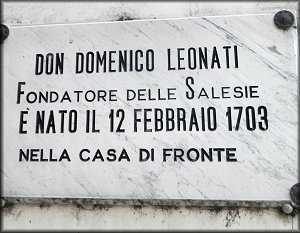 DON DOMENICO LEONATI
FONDATORE DELLE SALESIE
È NATO IL 12 FEBBRAIO 1703
NELLA CASA DI FRONTE